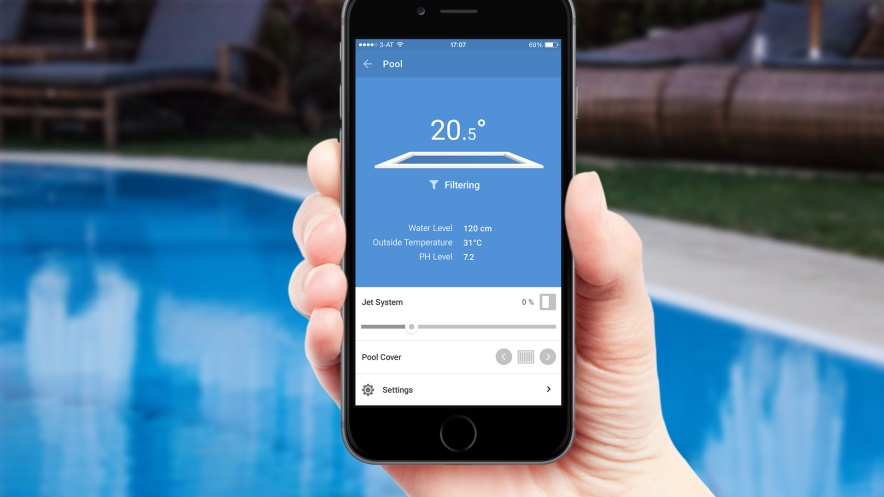 3-AT 17:07 69%
Pool
20.5°
Filtering
Water Level 120 cm
Outside Temperature 31°C
PH Level 7.2
Jet System 0 %
Pool Cover
Settings